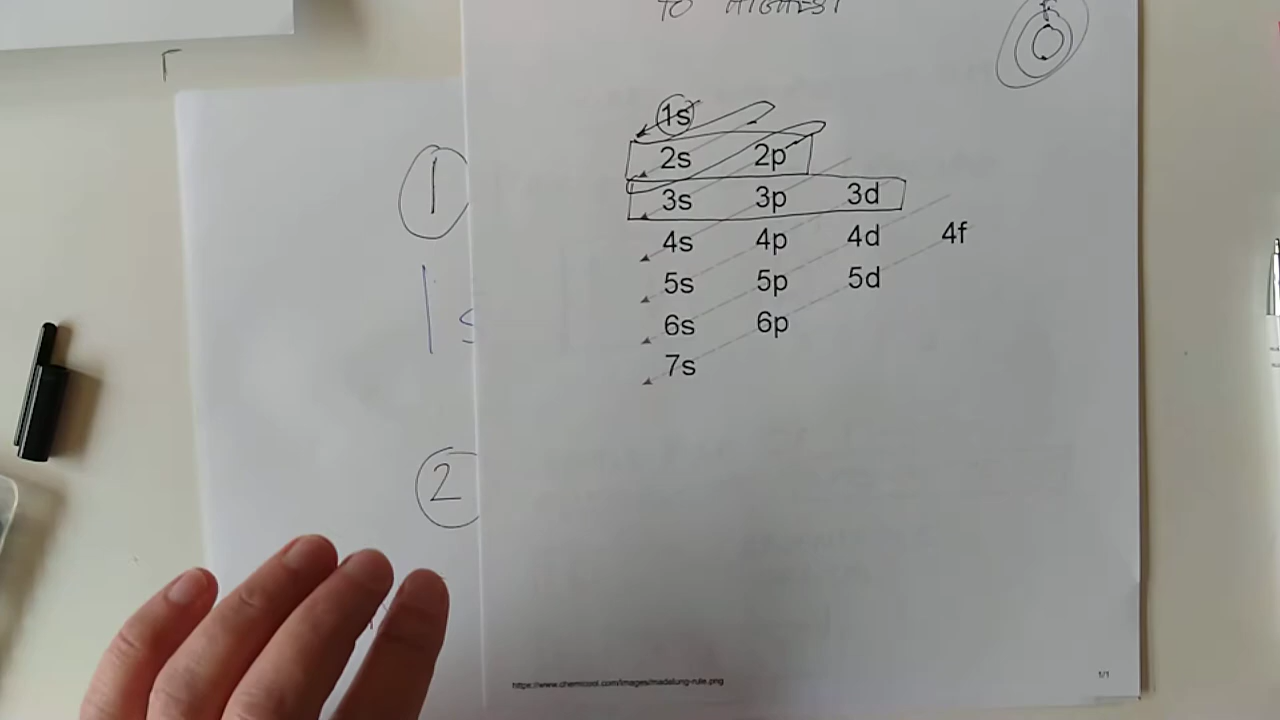 TO HIGHEST
1s
2s 2p
3s 3p 3d
4s 4p 4d 4f
5s 5p 5d
6s 6p
7s
1
1s
2
https://www.chemicool.com/images/madalung-rule.png
1/1